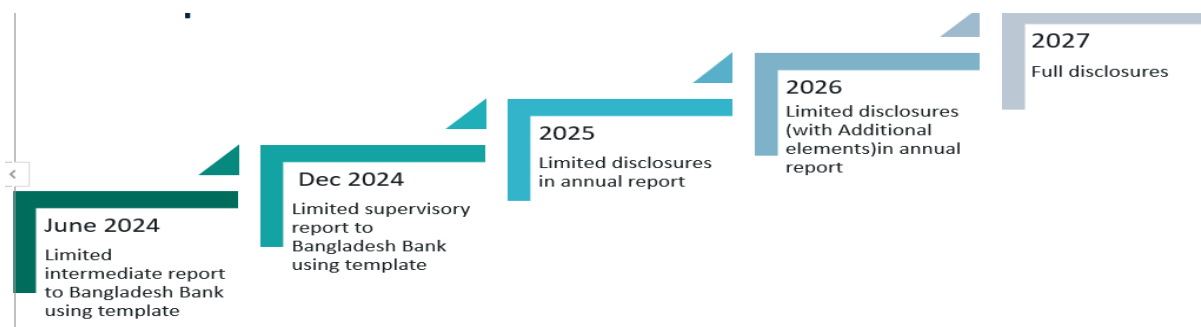 June 2024
Limited
intermediate report
to Bangladesh Bank
using template
Dec 2024
Limited supervisory
report to
Bangladesh Bank
using template
2025
Limited disclosures
in annual report
2026
Limited disclosures
(with Additional
elements)in annual
report
2027
Full disclosures